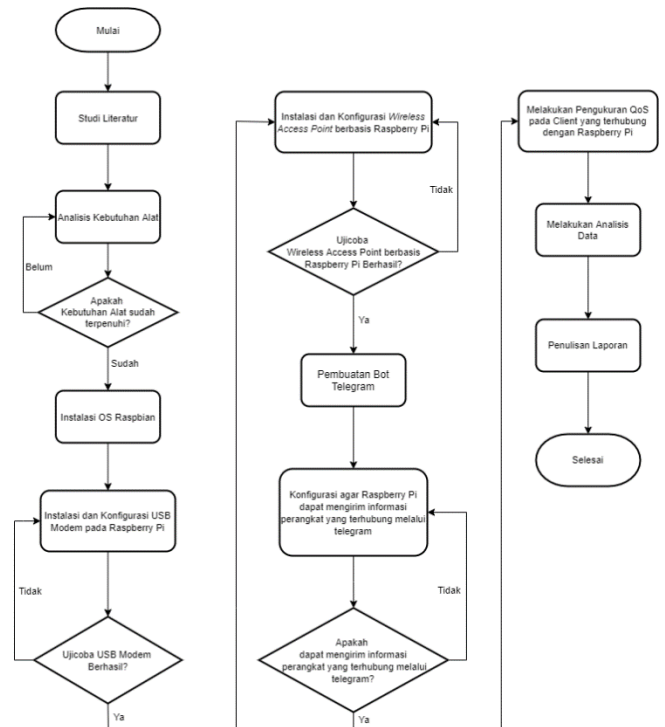 Mulai
Studi Literatur
Analisis Kebutuhan Alat
Belum
Apakah
Kebutuhan Alat sudah
terpenuhi?
Sudah
Instalasi OS Raspbian
Instalasi dan Konfigurasi USB
Modem pada Raspberry Pi
Tidak
Ujicoba USB Modem
Berhasil?
Ya
Instalasi dan Konfigurasi Wireless
Access Point berbasis Raspberry Pi
Tidak
Ujicoba
Wireless Access Point berbasis
Raspberry Pi Berhasil?
Ya
Pembuatan Bot
Telegram
Konfigurasi agar Raspberry Pi
dapat mengirim informasi
perangkat yang terhubung melalui
telegram
Tidak
Apakah
dapat mengirim informasi
perangkat yang terhubung melalui
telegram?
Ya
Melakukan Pengukuran QoS
pada Client yang terhubung
dengan Raspberry Pi
Melakukan Analisis
Data
Penulisan Laporan
Selesai